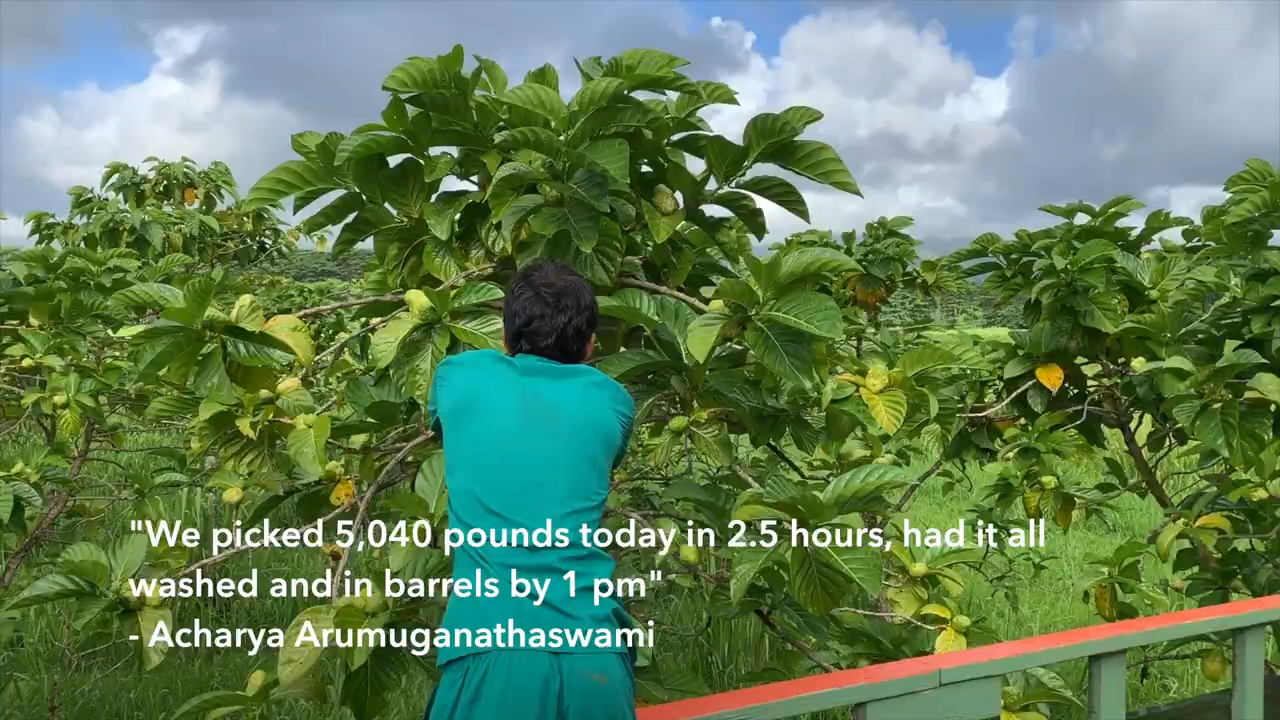 "We picked 5,040 pounds today in 2.5 hours, had it all
washed and in barrels by 1 pm"
- Acharya Arumuganathaswami